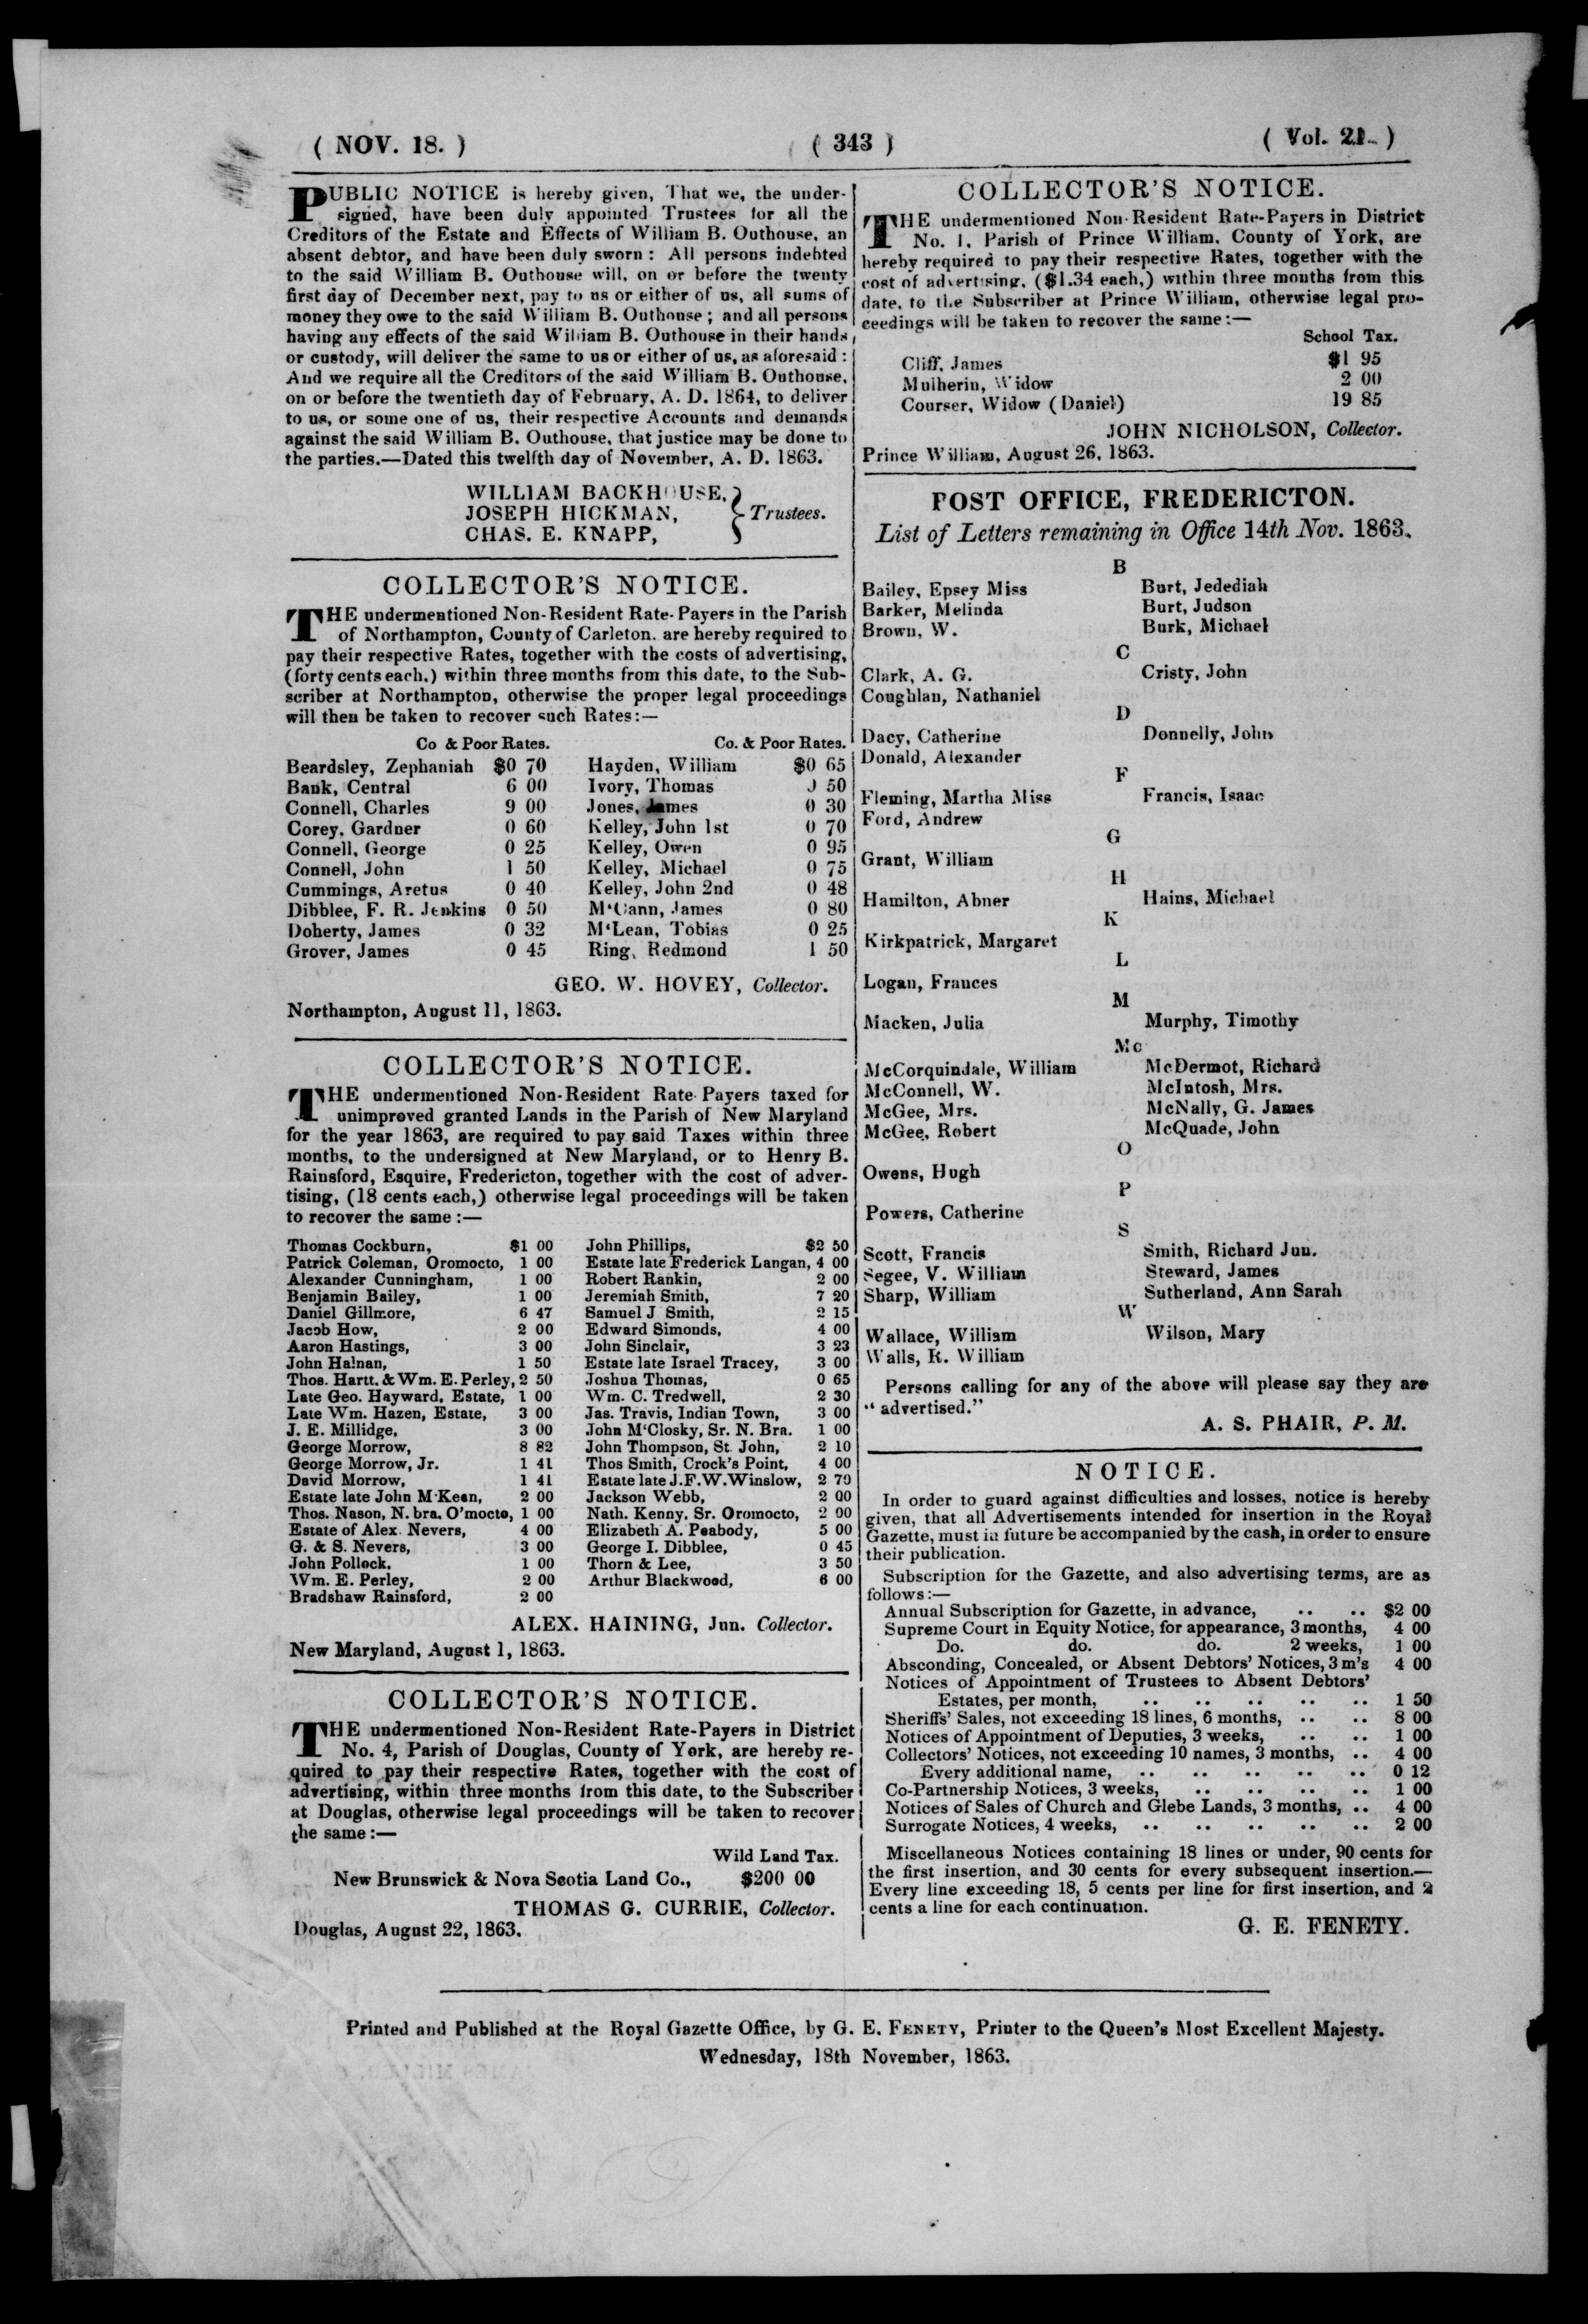 ( NOV. 18. ) ( 343 ) ( Vol. 21. )
PUBLIC NOTICE is hereby given, That we, the under-
signed, have been duly appointed Trustees for all the
Creditors of the Estate and Effects of William B. Outhouse, an
absent debtor, and have been duly sworn : All persons indebted
to the said William B. Outhouse will, on or before the twenty
first day of December next, pay to us or either of us, all sums of
money they owe to the said William B. Outhouse ; and all persons
having any effects of the said William B. Outhouse in their hands
or custody, will deliver the same to us or either of us, as aforesaid :
And we require all the Creditors of the said William B. Outhouse,
on or before the twentieth day of February, A. D. 1864, to deliver
to us, or some one of us, their respective Accounts and demands
against the said William B. Outhouse, that justice may be done to
the parties.—Dated this twelfth day of November, A. D. 1863.
WILLIAM BACKHOUSE,
JOSEPH HICKMAN, Trustees.
CHAS. E. KNAPP,
COLLECTOR'S NOTICE.
THE undermentioned Non-Resident Rate-Payers in the Parish
of Northampton, County of Carleton, are hereby required to
pay their respective Rates, together with the costs of advertising,
(forty cents each,) within three months from this date, to the Sub-
scriber at Northampton, otherwise the proper legal proceedings
will then be taken to recover such Rates:—
Co & Poor Rates. Co. & Poor Rates.
Beardsley, Zephaniah $0 70 Hayden, William $0 65
Bank, Central 6 00 Ivory, Thomas 0 50
Connell, Charles 9 00 Jones, James 0 30
Corey, Gardner 0 60 Kelley, John 1st 0 70
Connell, George 0 25 Kelley, Owen 0 95
Connell, John 1 50 Kelley, Michael 0 75
Cummings, Aretus 0 40 Kelley, John 2nd 0 48
Dibblee, F. R. Jenkins 0 50 M'Cann, James 0 80
Doherty, James 0 32 M'Lean, Tobias 0 25
Grover, James 0 45 Ring, Redmond 1 50
GEO. W. HOVEY, Collector.
Northampton, August 11, 1863.
COLLECTOR'S NOTICE.
THE undermentioned Non-Resident Rate-Payers taxed for
unimproved granted Lands in the Parish of New Maryland
for the year 1863, are required to pay said Taxes within three
months, to the undersigned at New Maryland, or to Henry B.
Rainsford, Esquire, Fredericton, together with the cost of adver-
tising, (18 cents each,) otherwise legal proceedings will be taken
to recover the same :—
Thomas Cockburn, $1 00 John Phillips, $2 50
Patrick Coleman, Oromocto, 1 00 Estate late Frederick Langan, 4 00
Alexander Cunningham, 1 00 Robert Rankin, 2 00
Benjamin Bailey, 1 00 Jeremiah Smith, 7 20
Daniel Gillmore, 6 47 Samuel J Smith, 2 15
Jacob How, 2 00 Edward Simonds, 4 00
Aaron Hastings, 3 00 John Sinclair, 3 23
John Halnan, 1 50 Estate late Israel Tracey, 3 00
Thos. Hartt, & Wm. E. Perley, 2 50 Joshua Thomas, 0 65
Late Geo. Hayward, Estate, 1 00 Wm. C. Tredwell, 2 30
Late Wm. Hazen, Estate, 3 00 Jas. Travis, Indian Town, 3 00
J. E. Millidge, 3 00 John M'Closky, Sr. N. Bra. 1 00
George Morrow, 8 82 John Thompson, St. John, 2 10
George Morrow, Jr. 1 41 Thos Smith, Crock's Point, 4 00
David Morrow, 1 41 Estate late J. F. W. Winslow, 2 70
Estate late John M'Kean, 2 00 Jackson Webb, 2 00
Thos. Nason, N. bra. O'mocto, 1 00 Nath. Kenny, Sr. Oromocto, 2 00
Estate of Alex. Nevers, 4 00 Elizabeth A. Peabody, 5 00
G. & S. Nevers, 3 00 George I. Dibblee, 0 45
John Pollock, 1 00 Thorn & Lee, 3 50
Wm. E. Perley, 2 00 Arthur Blackwood, 6 00
Bradshaw Rainsford, 2 00
ALEX. HAINING, Jun. Collector.
New Maryland, August 1, 1863.
COLLECTOR'S NOTICE.
THE undermentioned Non-Resident Rate-Payers in District
No. 4, Parish of Douglas, County of York, are hereby re-
quired to pay their respective Rates, together with the cost of
advertising, within three months from this date, to the Subscriber
at Douglas, otherwise legal proceedings will be taken to recover
the same :—
Wild Land Tax.
New Brunswick & Nova Scotia Land Co., $200 00
THOMAS G. CURRIE, Collector.
Douglas, August 22, 1863.
COLLECTOR'S NOTICE.
THE undermentioned Non-Resident Rate-Payers in District
No. 1, Parish of Prince William, County of York, are
hereby required to pay their respective Rates, together with the
cost of advertising, ($1.34 each,) within three months from this
date, to the Subscriber at Prince William, otherwise legal pro-
ceedings will be taken to recover the same :—
School Tax.
Cliff, James $1 95
Mulherin, Widow 2 00
Courser, Widow (Daniel) 19 85
JOHN NICHOLSON, Collector.
Prince William, August 26, 1863.
POST OFFICE, FREDERICTON.
List of Letters remaining in Office 14th Nov. 1863.
B
Bailey, Epsey Miss Burt, Jedediah
Barker, Melinda Burt, Judson
Brown, W. Burk, Michael
C
Clark, A. G. Cristy, John
Coughlan, Nathaniel
D
Dacy, Catherine Donnelly, John
Donald, Alexander
F
Fleming, Martha Miss Francis, Isaac
Ford, Andrew
G
Grant, William
H
Hamilton, Abner Hains, Michael
K
Kirkpatrick, Margaret
L
Logan, Frances
M
Macken, Julia Murphy, Timothy
Mc
McCorquindale, William McDermot, Richard
McConnell, W. McIntosh, Mrs.
McGee, Mrs. McNally, G. James
McGee, Robert McQuade, John
O
Owens, Hugh
P
Powers, Catherine
S
Scott, Francis Smith, Richard Jun.
Segee, V. William Steward, James
Sharp, William Sutherland, Ann Sarah
W
Wallace, William Wilson, Mary
Walls, R. William
Persons calling for any of the above will please say they are
"advertised."
A. S. PHAIR, P. M.
NOTICE.
In order to guard against difficulties and losses, notice is hereby
given, that all Advertisements intended for insertion in the Royal
Gazette, must in future be accompanied by the cash, in order to ensure
their publication.
Subscription for the Gazette, and also advertising terms, are as
follows :—
Annual Subscription for Gazette, in advance, .. .. $2 00
Supreme Court in Equity Notice, for appearance, 3 months, 4 00
Do. do. do. 2 weeks, 1 00
Absconding, Concealed, or Absent Debtors' Notices, 3 m's 4 00
Notices of Appointment of Trustees to Absent Debtors'
Estates, per month, .. .. .. .. .. 1 50
Sheriffs' Sales, not exceeding 18 lines, 6 months, .. .. 8 00
Notices of Appointment of Deputies, 3 weeks, .. .. 1 00
Collectors' Notices, not exceeding 10 names, 3 months, .. 4 00
Every additional name, .. .. .. .. .. 0 12
Co-Partnership Notices, 3 weeks, .. .. .. .. 1 00
Notices of Sales of Church and Glebe Lands, 3 months, .. 4 00
Surrogate Notices, 4 weeks, .. .. .. .. .. 2 00
Miscellaneous Notices containing 18 lines or under, 90 cents for
the first insertion, and 30 cents for every subsequent insertion.—
Every line exceeding 18, 5 cents per line for first insertion, and 2
cents a line for each continuation.
G. E. FENETY.
Printed and Published at the Royal Gazette Office, by G. E. FENETY, Printer to the Queen's Most Excellent Majesty.
Wednesday, 18th November, 1863.